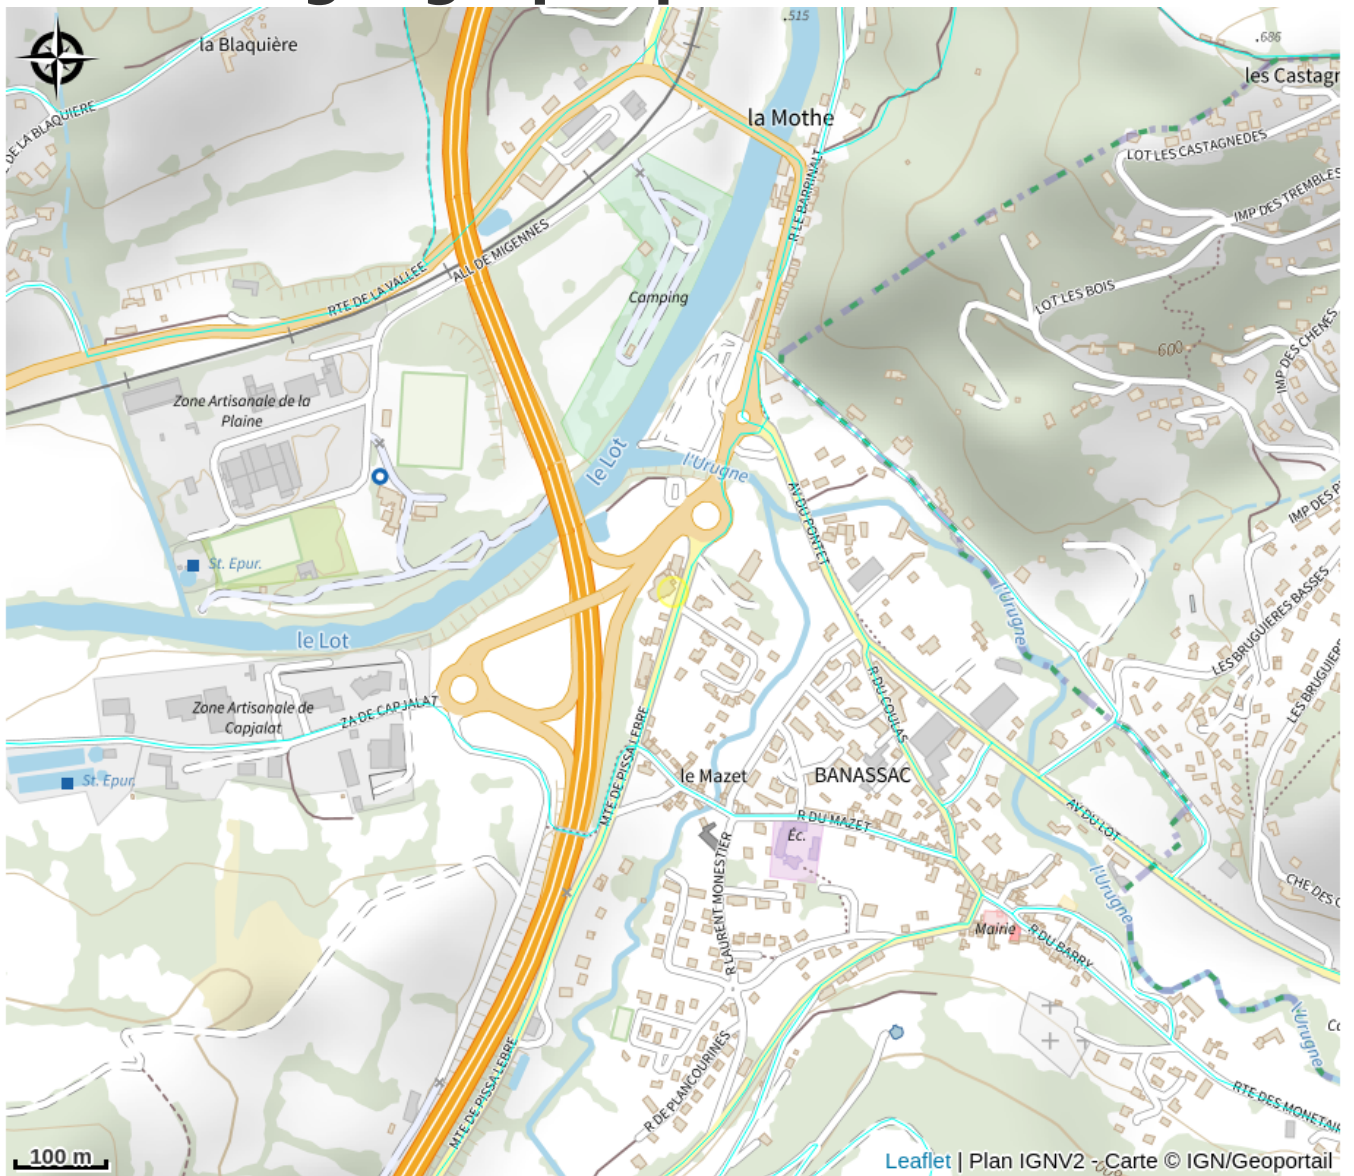 la Blaquière
.515
.686
les Castagn
DE LA BLAQUIERE
la Mothe
LOT LES CASTAGNEDES
IMP DES TREMBLES
R LE BARRINALT
ALL DE MIGENNES
RTE DE LA VALLEE
Camping
LOT LES BOIS
600
IMP DES CHENES
Zone Artisanale de la
Plaine
le Lot
l'Urugne
AV DU PONTET
IMP DES P
St. Epur.
l'Urugne
LES BRUGUIERES BASSES
le Lot
LES BRUGUIER
R DU COULAS
Zone Artisanale de
Capjalat
ZA DE CAPJALAT
MTE DE PISSA LEBRE
le Mazet
BANASSAC
St. Epur.
R DU MAZET
AV DU LOT
Éc.
R LAURENT MONESTIER
l'Urugne
CHE DES C
Mairie
R DU BARRY
l'Urugne
MTE DE PISSA LEBRE
R DE PLANCOURINES
RTE DES MONETAIR
100 m
Leaflet | Plan IGNV2 - Carte © IGN/Geoportail